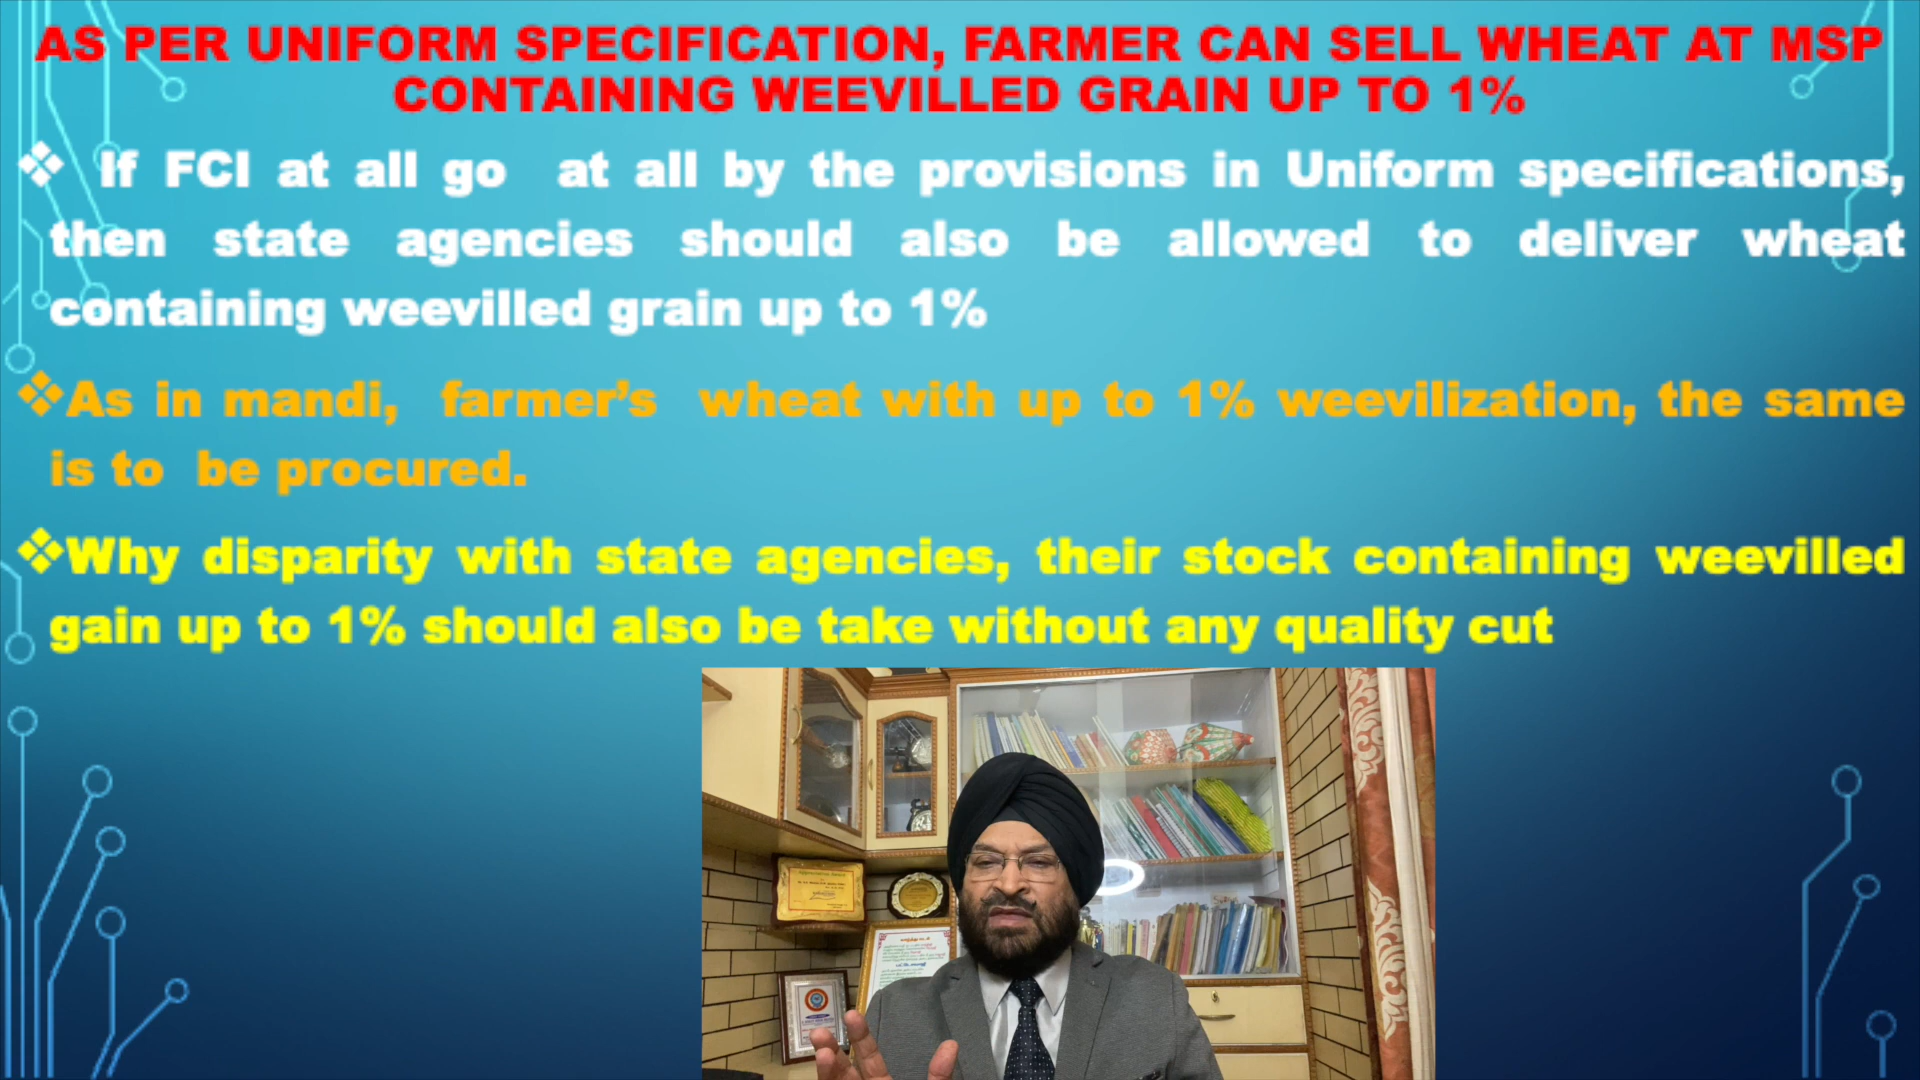 AS PER UNIFORM SPECIFICATION, FARMER CAN SELL WHEAT AT MSP
CONTAINING WEEVILLED GRAIN UP TO 1%
If FCI at all go at all by the provisions in Uniform specifications,
then state agencies should also be allowed to deliver wheat
containing weevilled grain up to 1%
As in mandi, farmer's wheat with up to 1% weevilization, the same
is to be procured.
Why disparity with state agencies, their stock containing weevilled
gain up to 1% should also be take without any quality cut